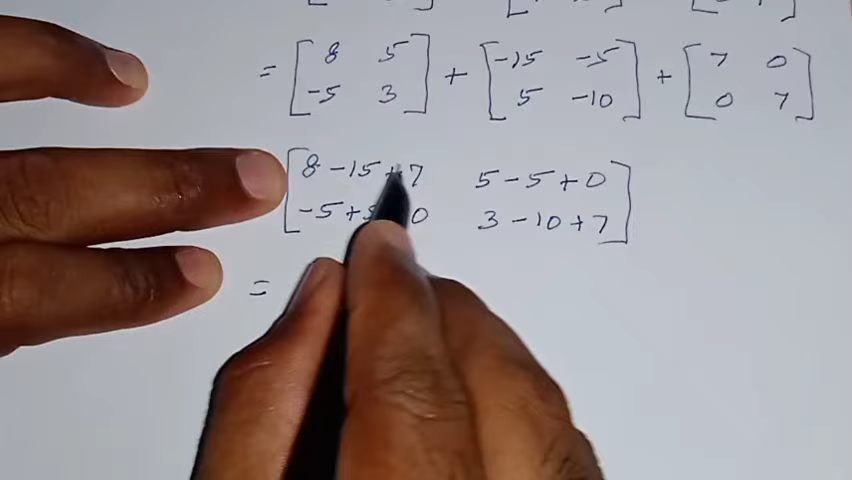 = [ 8 5 ] + [ -15 -5 ] + [ 7 0 ]
[ -5 3 ] [ 5 -10 ] [ 0 7 ]
[ 8 - 15 + 7 5 - 5 + 0 ]
[ -5 + 0 3 - 10 + 7 ]
=